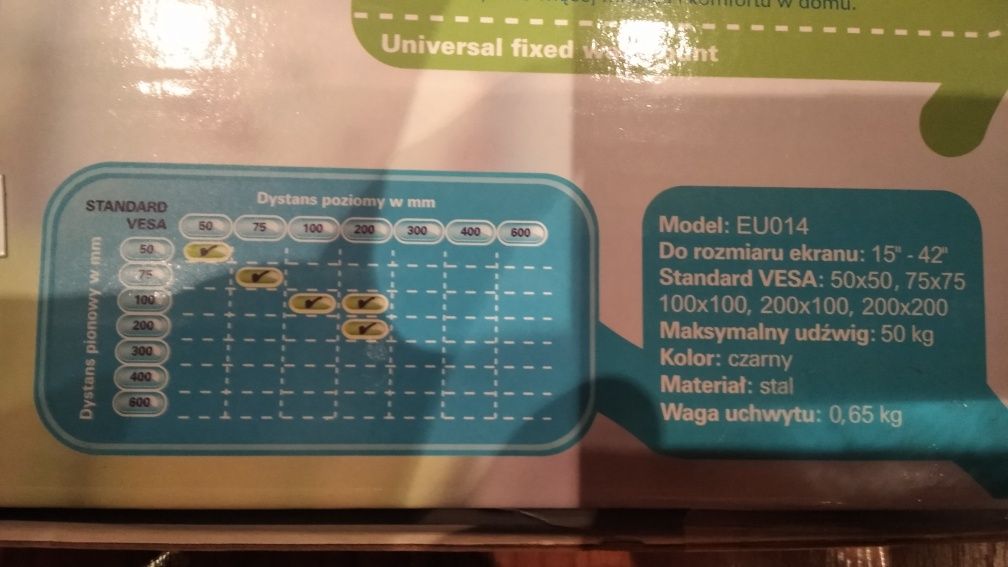 komfortu w domu.
Universal fixed
STANDARD
VESA
Dystans poziomy w mm
50 75 100 200 300 400 600
Dystans pionowy w mm
50
75
100
200
300
400
600
Model: EU014
Do rozmiaru ekranu: 15" - 42"
Standard VESA: 50x50, 75x75
100x100, 200x100, 200x200
Maksymalny udźwig: 50 kg
Kolor: czarny
Materiał: stal
Waga uchwytu: 0,65 kg